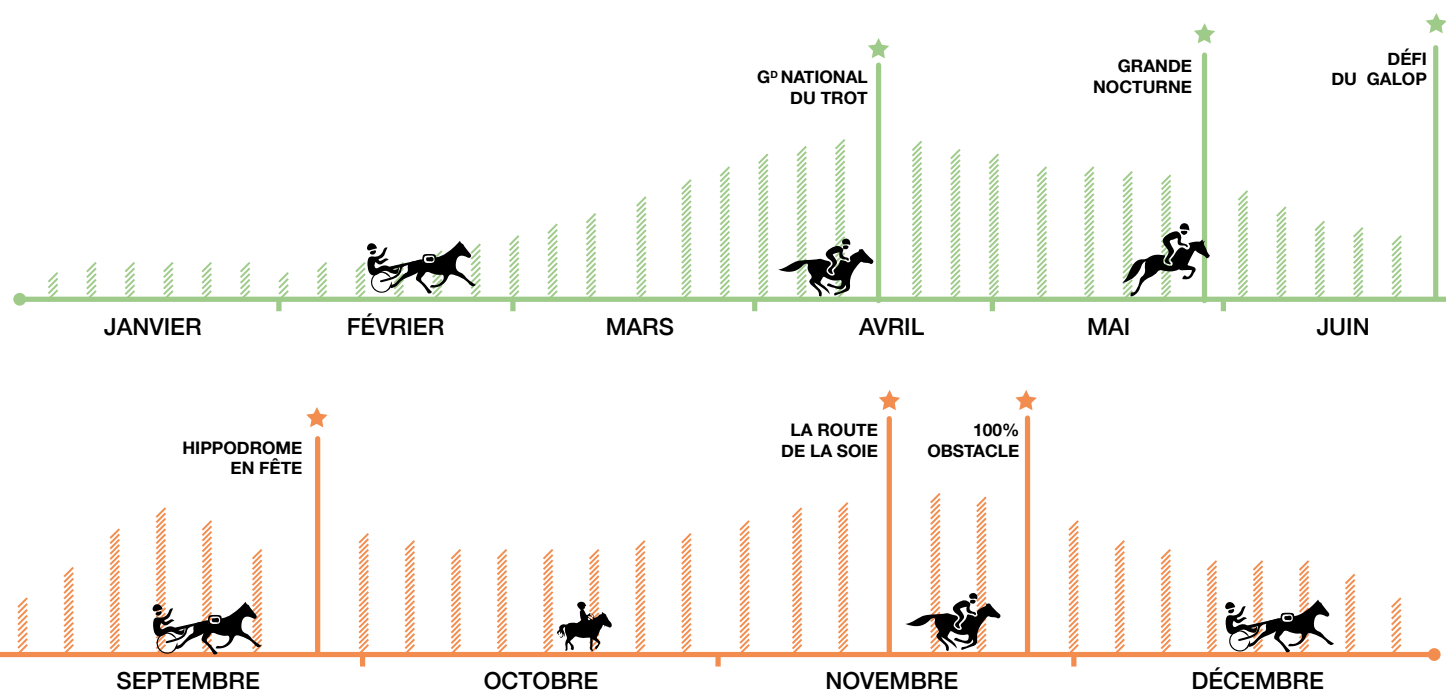 Gᴰ NATIONAL
DU TROT
GRANDE
NOCTURNE
DÉFI
DU GALOP
JANVIER
FÉVRIER
MARS
AVRIL
MAI
JUIN
HIPPODROME
EN FÊTE
LA ROUTE
DE LA SOIE
100%
OBSTACLE
SEPTEMBRE
OCTOBRE
NOVEMBRE
DÉCEMBRE